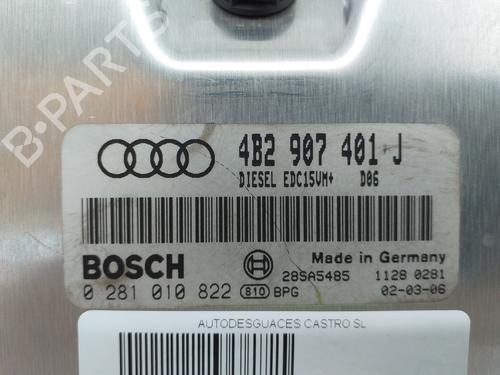 B-PARTS
4B2 907 401 J
DIESEL EDC15VM+ D06
Made in Germany
BOSCH
28SA5485 1128 0281
0 281 010 822 810 BPG 02-03-06
AUTODESGUACES CASTRO SL